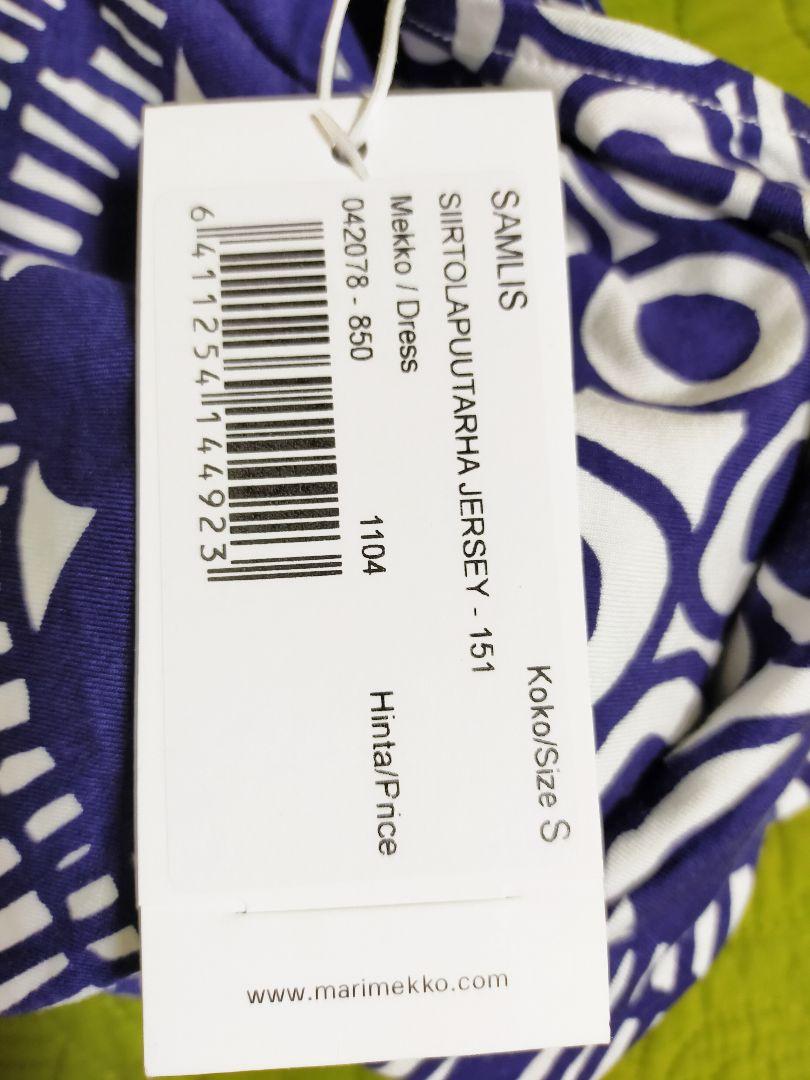 SAMLIS
Koko/Size S
SIIRTOLAPUUTARHA JERSEY - 151
Mekko / Dress
042078 - 850
1104
Hinta/Price
6 411254 144923
www.marimekko.com